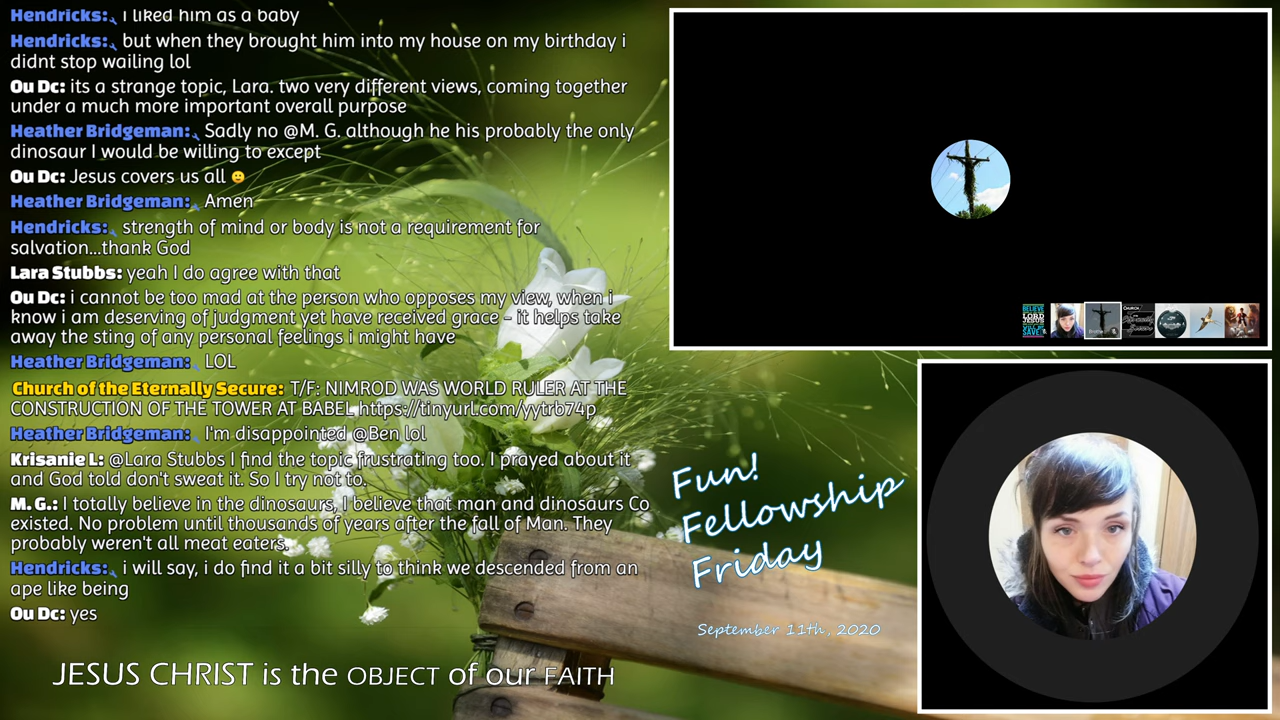 Hendricks: i liked him as a baby
Hendricks: but when they brought him into my house on my birthday i
didnt stop wailing lol
Ou Dc: its a strange topic, Lara. two very different views, coming together
under a much more important overall purpose
Heather Bridgeman: Sadly no @M. G. although he his probably the only
dinosaur I would be willing to except
Ou Dc: Jesus covers us all 🙂
Heather Bridgeman: Amen
Hendricks: strength of mind or body is not a requirement for
salvation...thank God
Lara Stubbs: yeah I do agree with that
Ou Dc: i cannot be too mad at the person who opposes my view, when i
know i am deserving of judgment yet have received grace - it helps take
away the sting of any personal feelings i might have
Heather Bridgeman: LOL
Church of the Eternally Secure: T/F: NIMROD WAS WORLD RULER AT THE
CONSTRUCTION OF THE TOWER AT BABEL https://tinyurl.com/yytrb74p
Heather Bridgeman: I'm disappointed @Ben lol
Krisanie L: @Lara Stubbs I find the topic frustrating too. I prayed about it
and God told don't sweat it. So I try not to.
M. G.: I totally believe in the dinosaurs, I believe that man and dinosaurs Co
existed. No problem until thousands of years after the fall of Man. They
probably weren't all meat eaters.
Hendricks: i will say, i do find it a bit silly to think we descended from an
ape like being
Ou Dc: yes
JESUS CHRIST is the OBJECT of our FAITH
Fun!
Fellowship
Friday
September 11th, 2020
BELIEVE
LORD
JESUS
SAVE